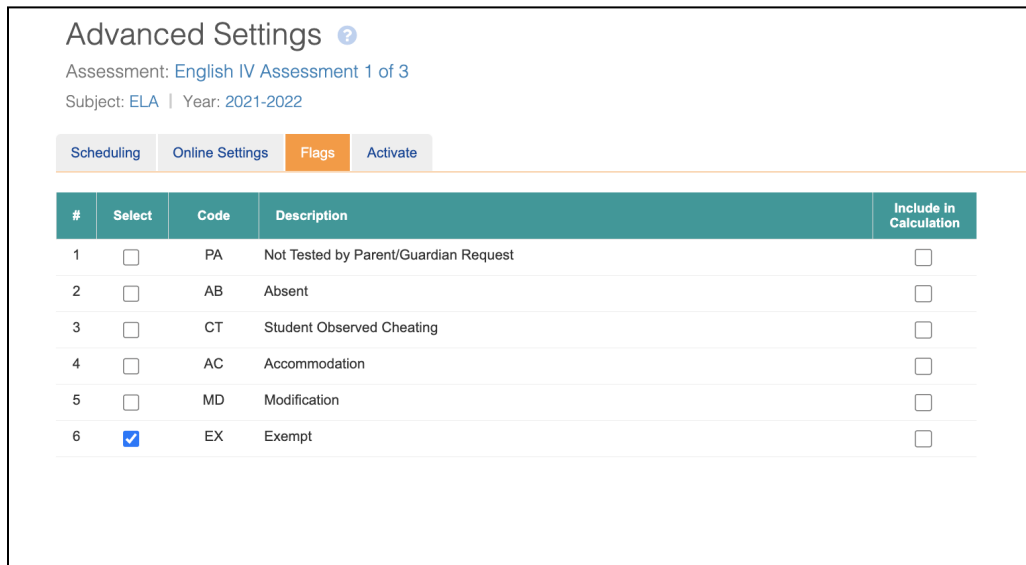 Advanced Settings ?
Assessment: English IV Assessment 1 of 3
Subject: ELA | Year: 2021-2022
Scheduling Online Settings Flags Activate
# Select Code Description Include in Calculation
1 PA Not Tested by Parent/Guardian Request
2 AB Absent
3 CT Student Observed Cheating
4 AC Accommodation
5 MD Modification
6 EX Exempt